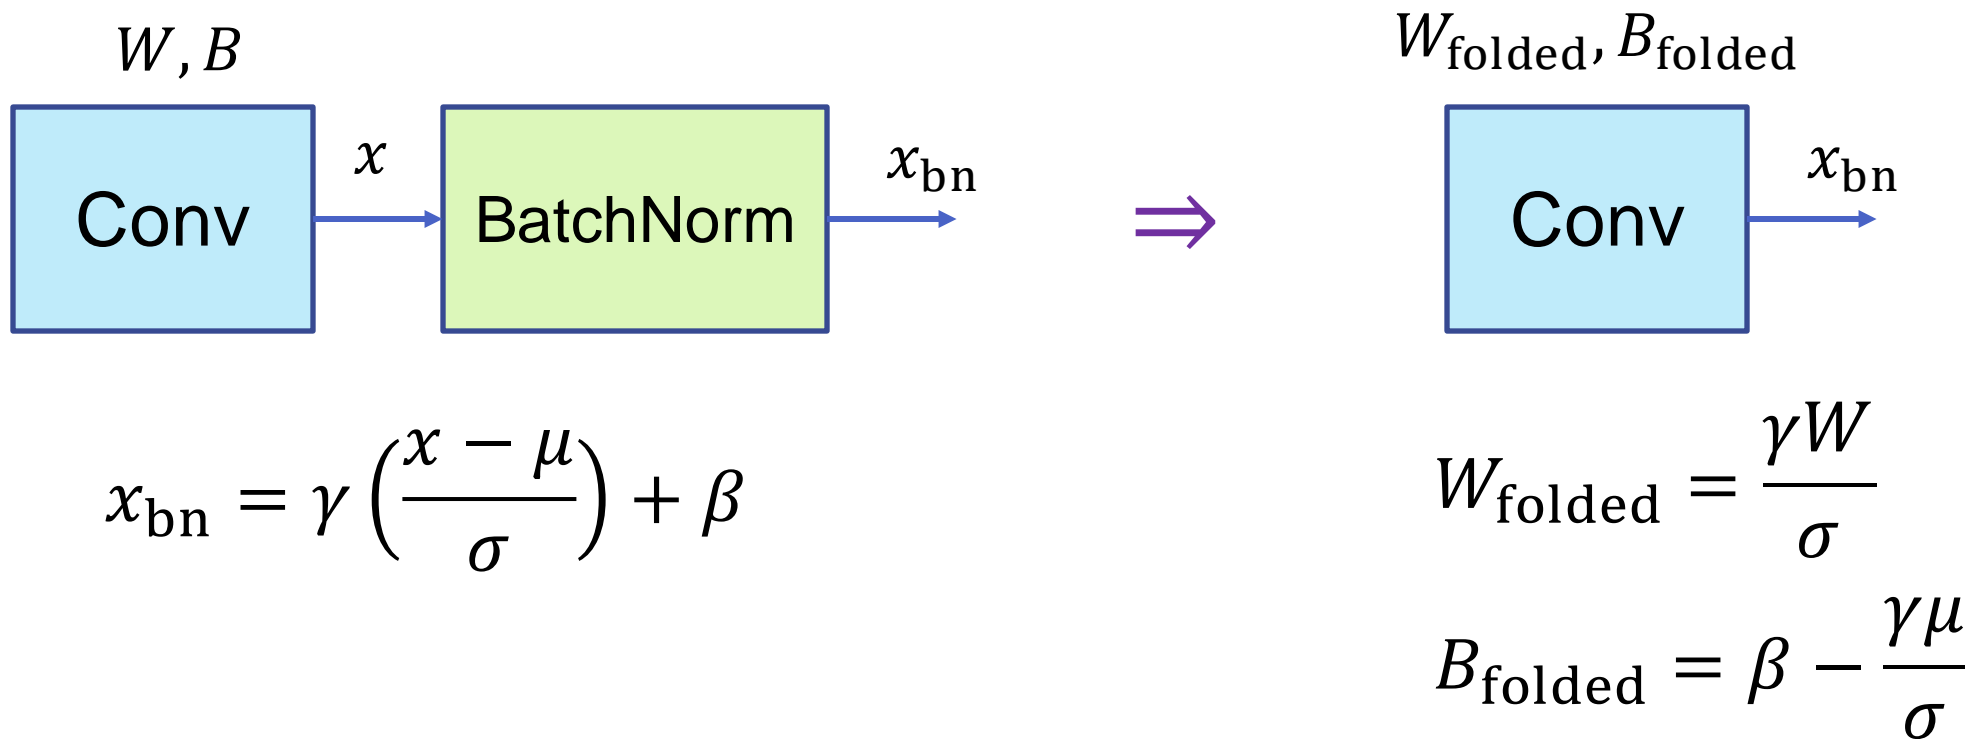 W, B
W_folded, B_folded
Conv
x
BatchNorm
x_bn
⇒
Conv
x_bn
x_bn = γ((x − μ)/σ) + β
W_folded = γW/σ
B_folded = β − γμ/σ